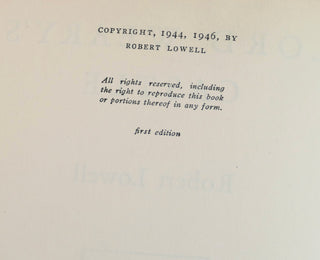 COPYRIGHT, 1944, 1946, BY
ROBERT LOWELL
All rights reserved, including
the right to reproduce this book
or portions thereof in any form.
first edition